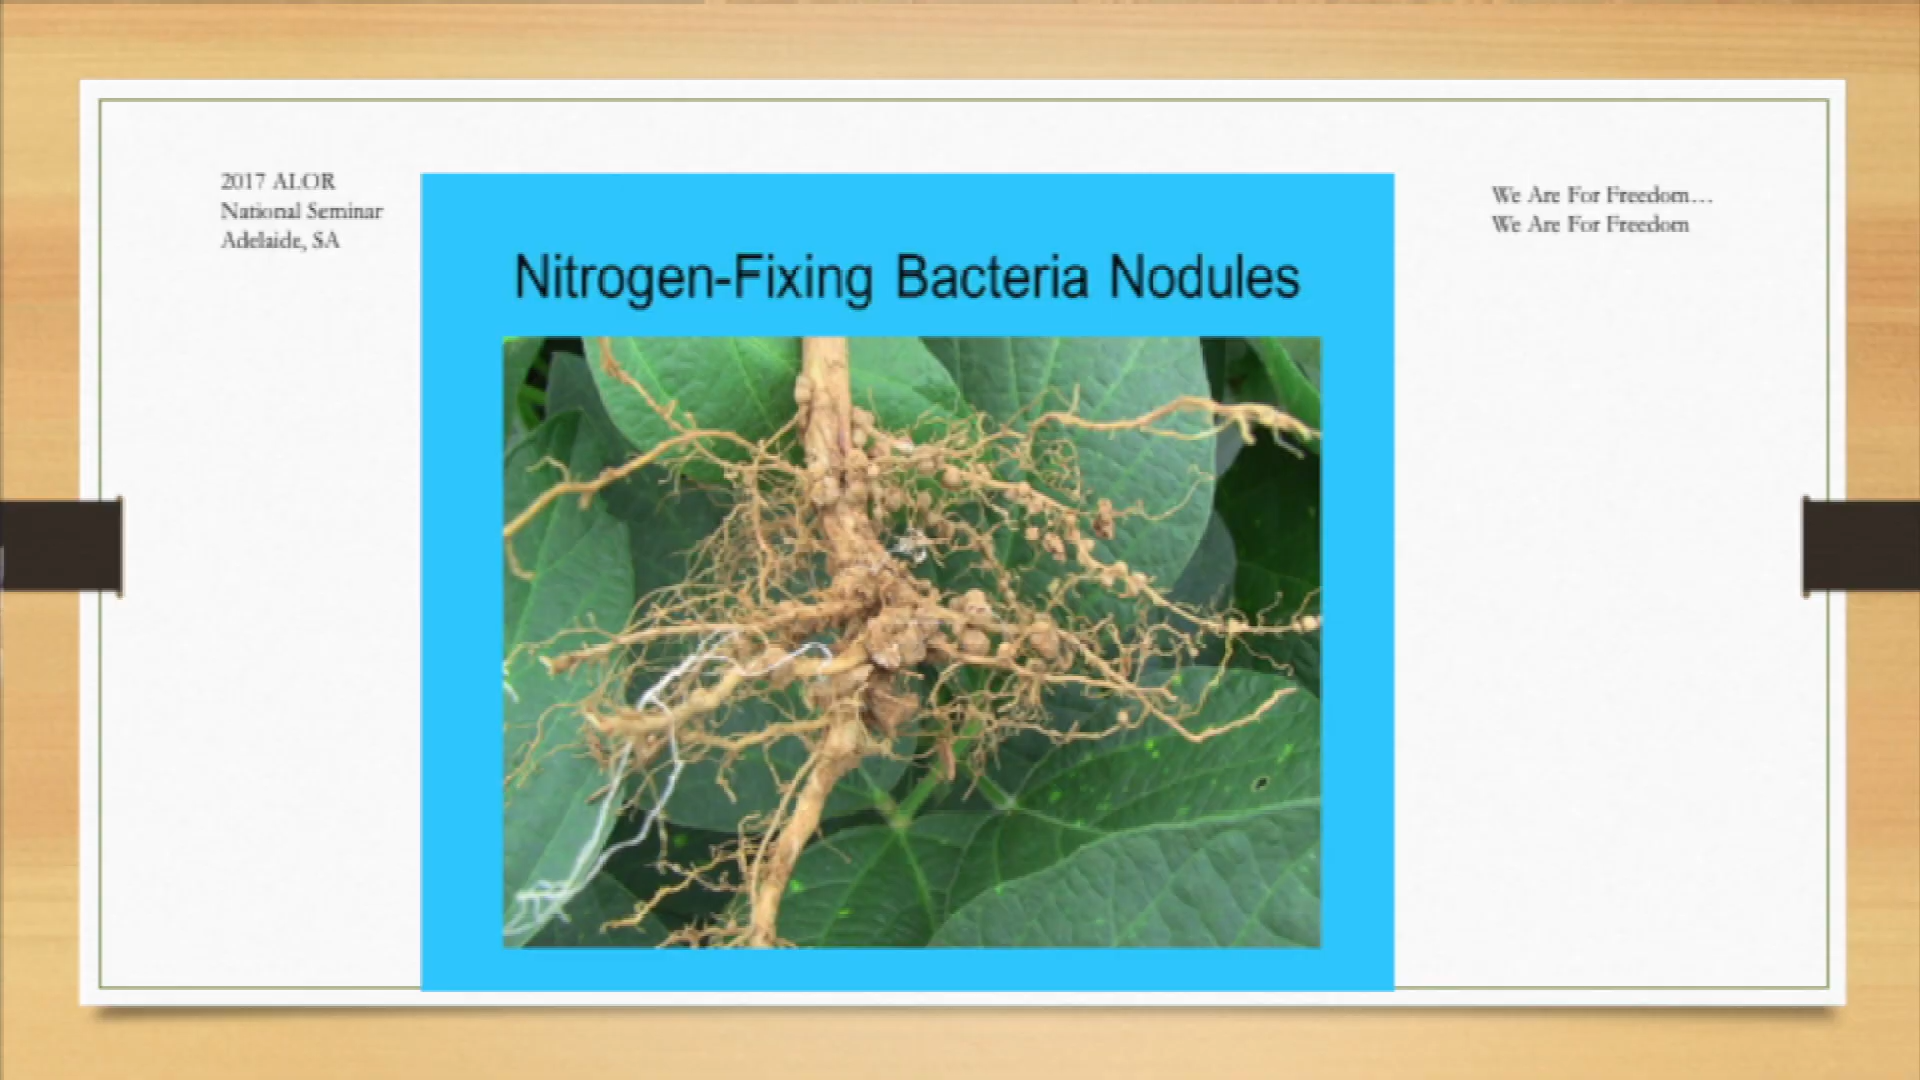 2017 ALOR
National Seminar
Adelaide, SA
Nitrogen-Fixing Bacteria Nodules
We Are For Freedom…
We Are For Freedom